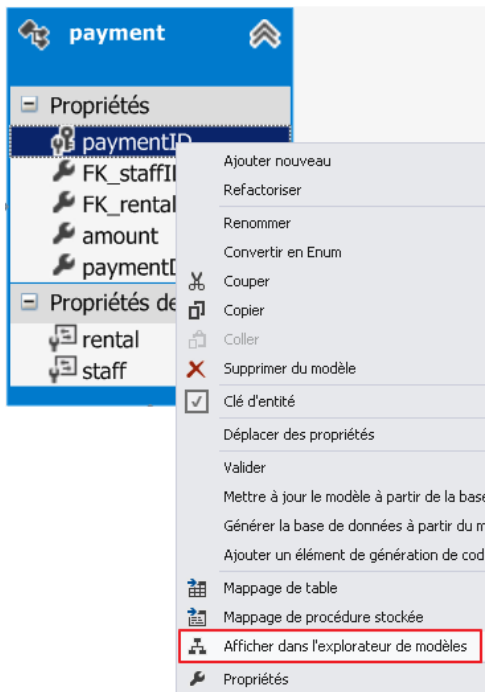 payment
Propriétés
paymentID
FK_staffI
FK_rental
amount
payment
Propriétés de
rental
staff
Ajouter nouveau
Refactoriser
Renommer
Convertir en Enum
Couper
Copier
Coller
Supprimer du modèle
Clé d'entité
Déplacer des propriétés
Valider
Mettre à jour le modèle à partir de la base
Générer la base de données à partir du m
Ajouter un élément de génération de cod
Mappage de table
Mappage de procédure stockée
Afficher dans l'explorateur de modèles
Propriétés